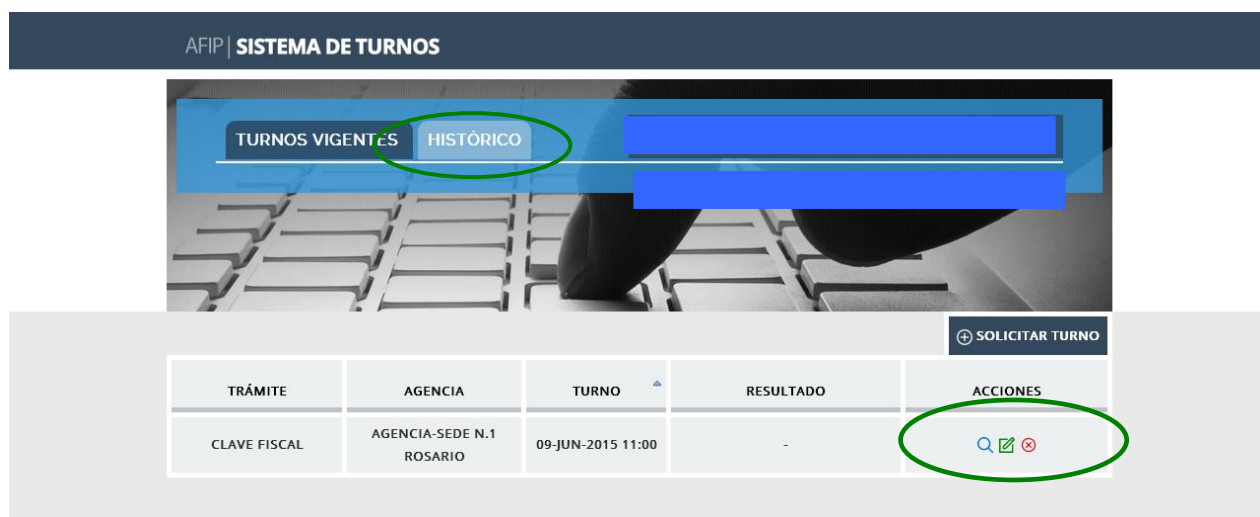 AFIP| SISTEMA DE TURNOS
TURNOS VIGENTES HISTÓRICO
SOLICITAR TURNO
TRÁMITE AGENCIA TURNO RESULTADO ACCIONES
CLAVE FISCAL AGENCIA-SEDE N.1 ROSARIO 09-JUN-2015 11:00 -